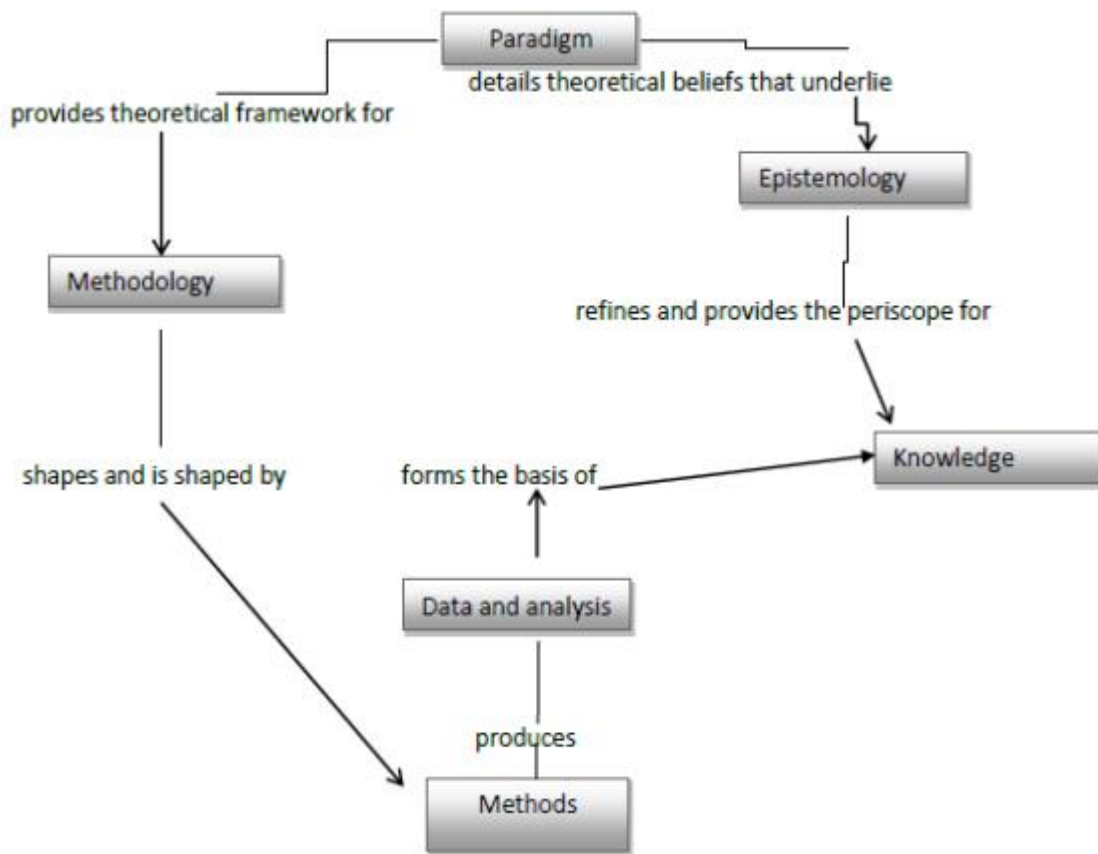 Paradigm
details theoretical beliefs that underlie
provides theoretical framework for
Epistemology
Methodology
refines and provides the periscope for
Knowledge
shapes and is shaped by
forms the basis of
Data and analysis
produces
Methods